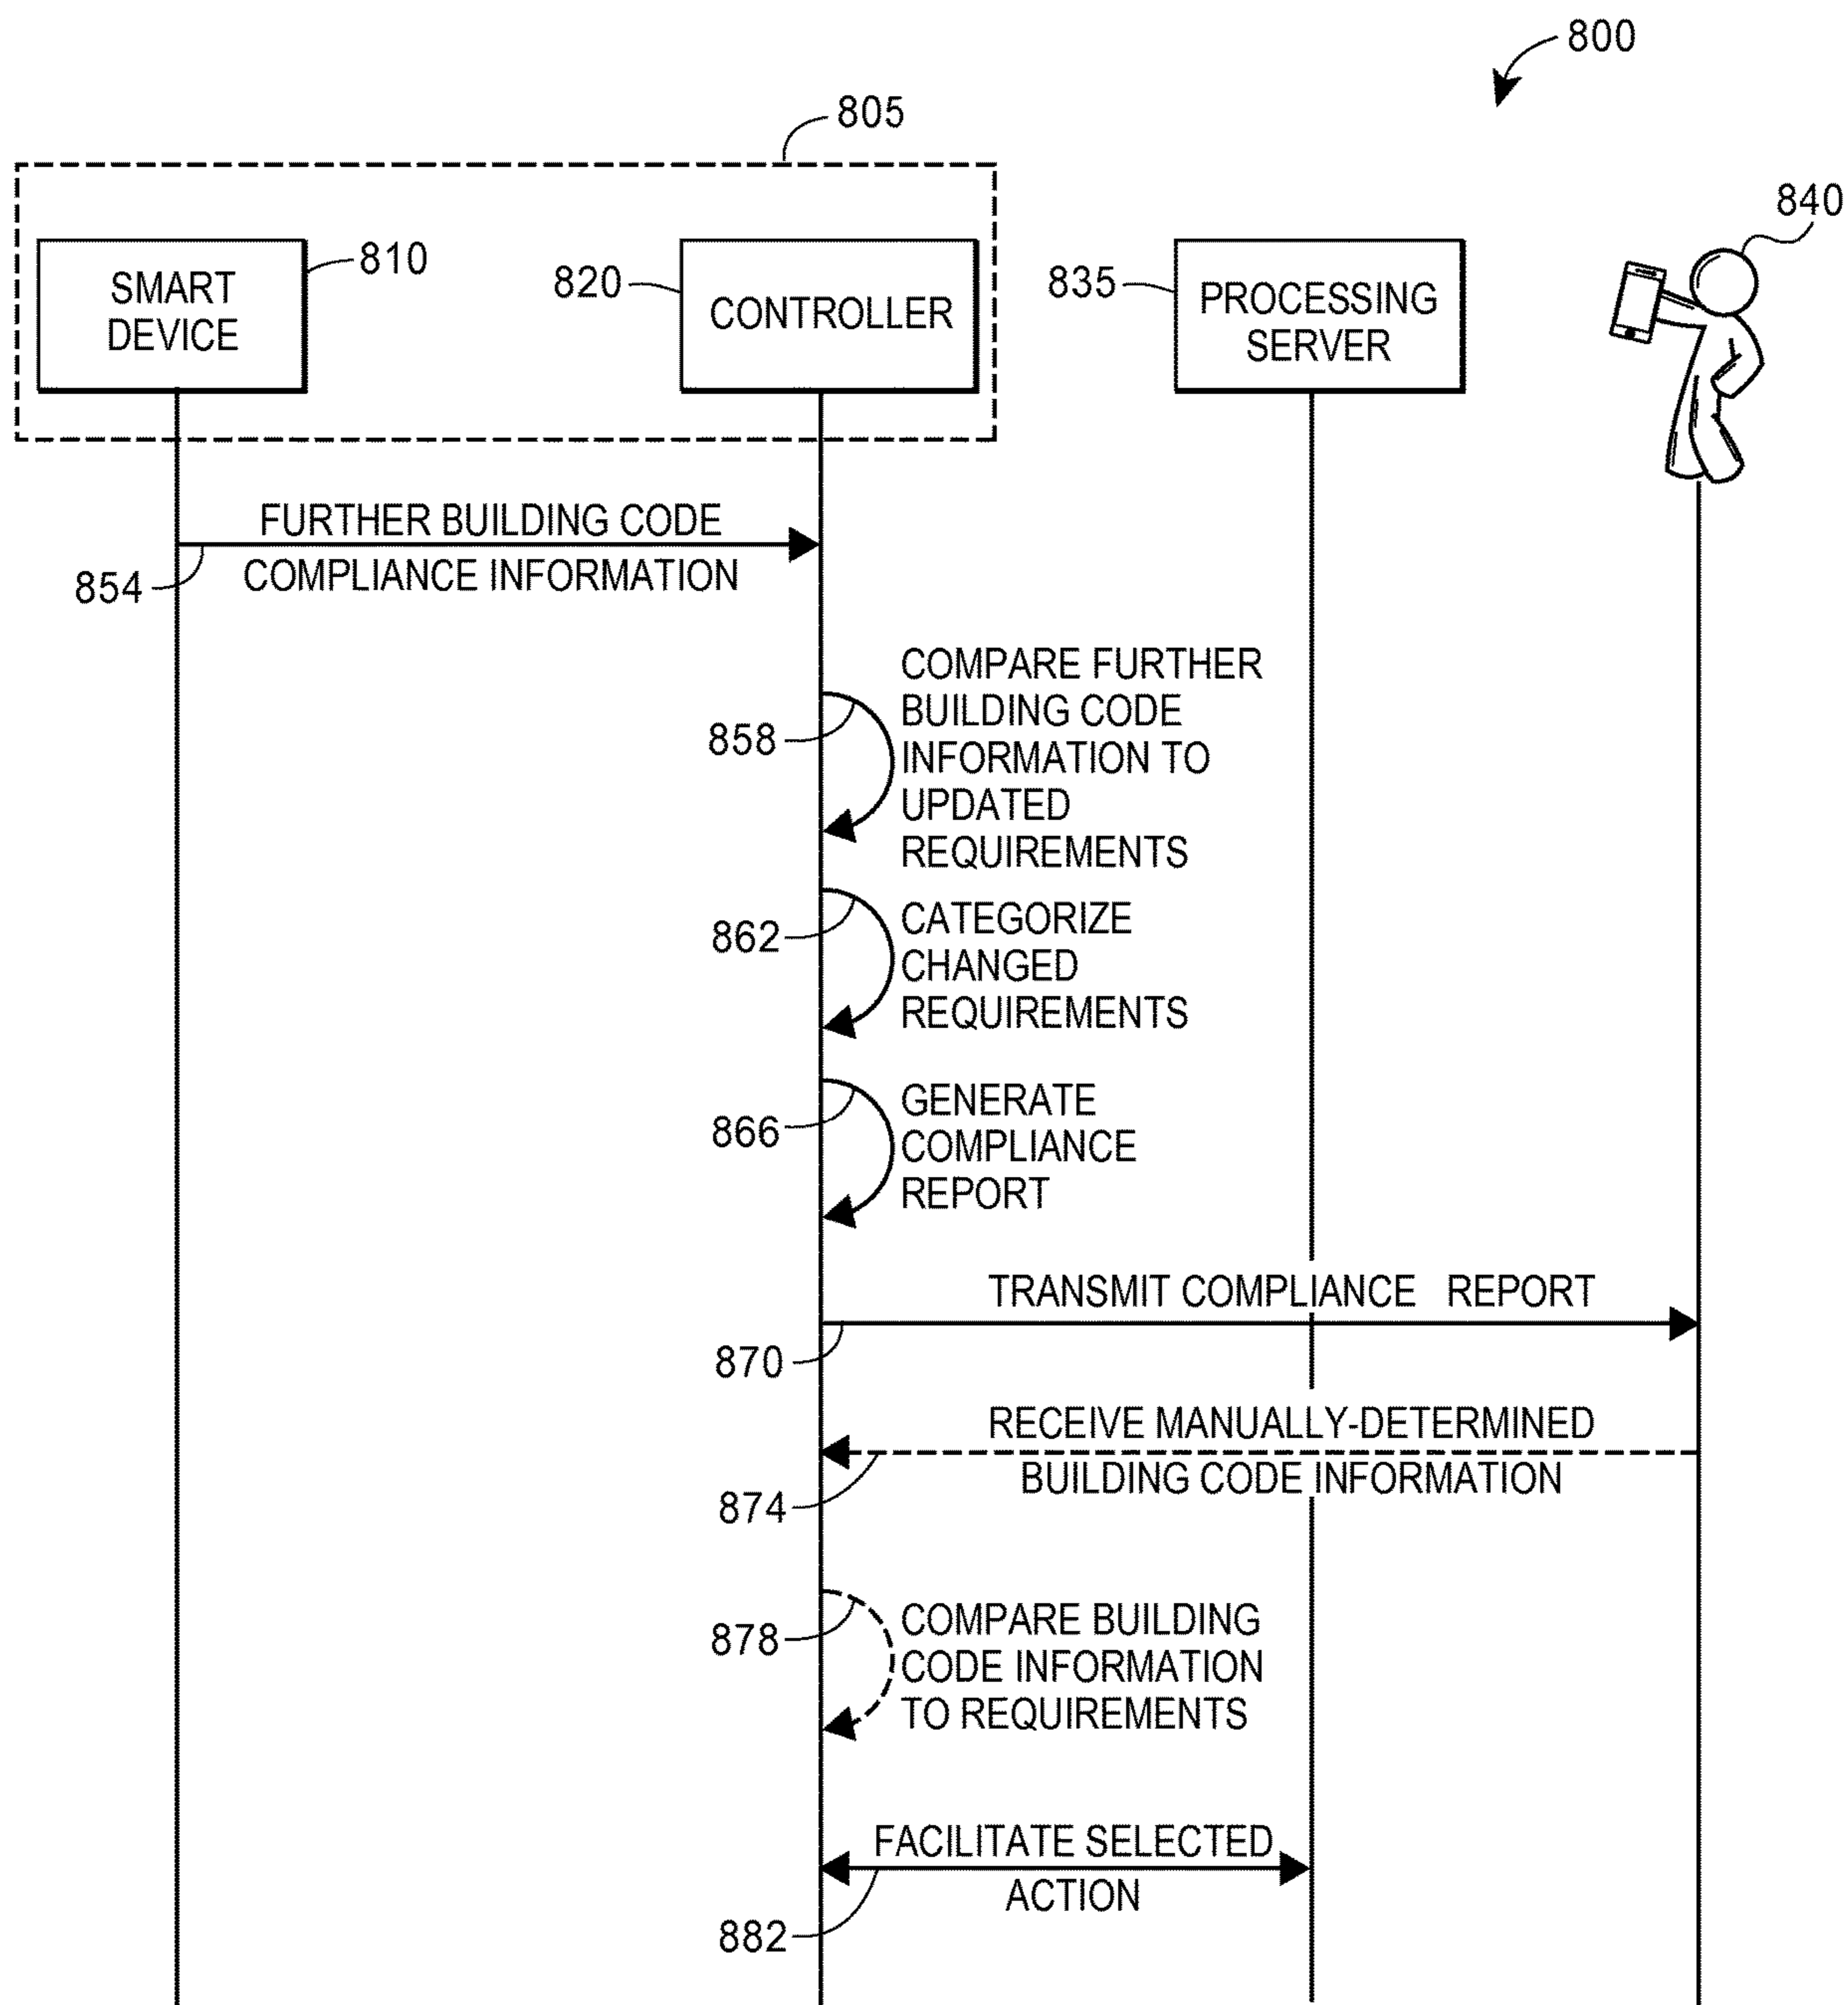 800
805
840
810
SMART
DEVICE
820
CONTROLLER
835
PROCESSING
SERVER
FURTHER BUILDING CODE
854
COMPLIANCE INFORMATION
858
COMPARE FURTHER
BUILDING CODE
INFORMATION TO
UPDATED
REQUIREMENTS
862
CATEGORIZE
CHANGED
REQUIREMENTS
866
GENERATE
COMPLIANCE
REPORT
TRANSMIT COMPLIANCE REPORT
870
RECEIVE MANUALLY-DETERMINED
BUILDING CODE INFORMATION
874
878
COMPARE BUILDING
CODE INFORMATION
TO REQUIREMENTS
FACILITATE SELECTED
ACTION
882